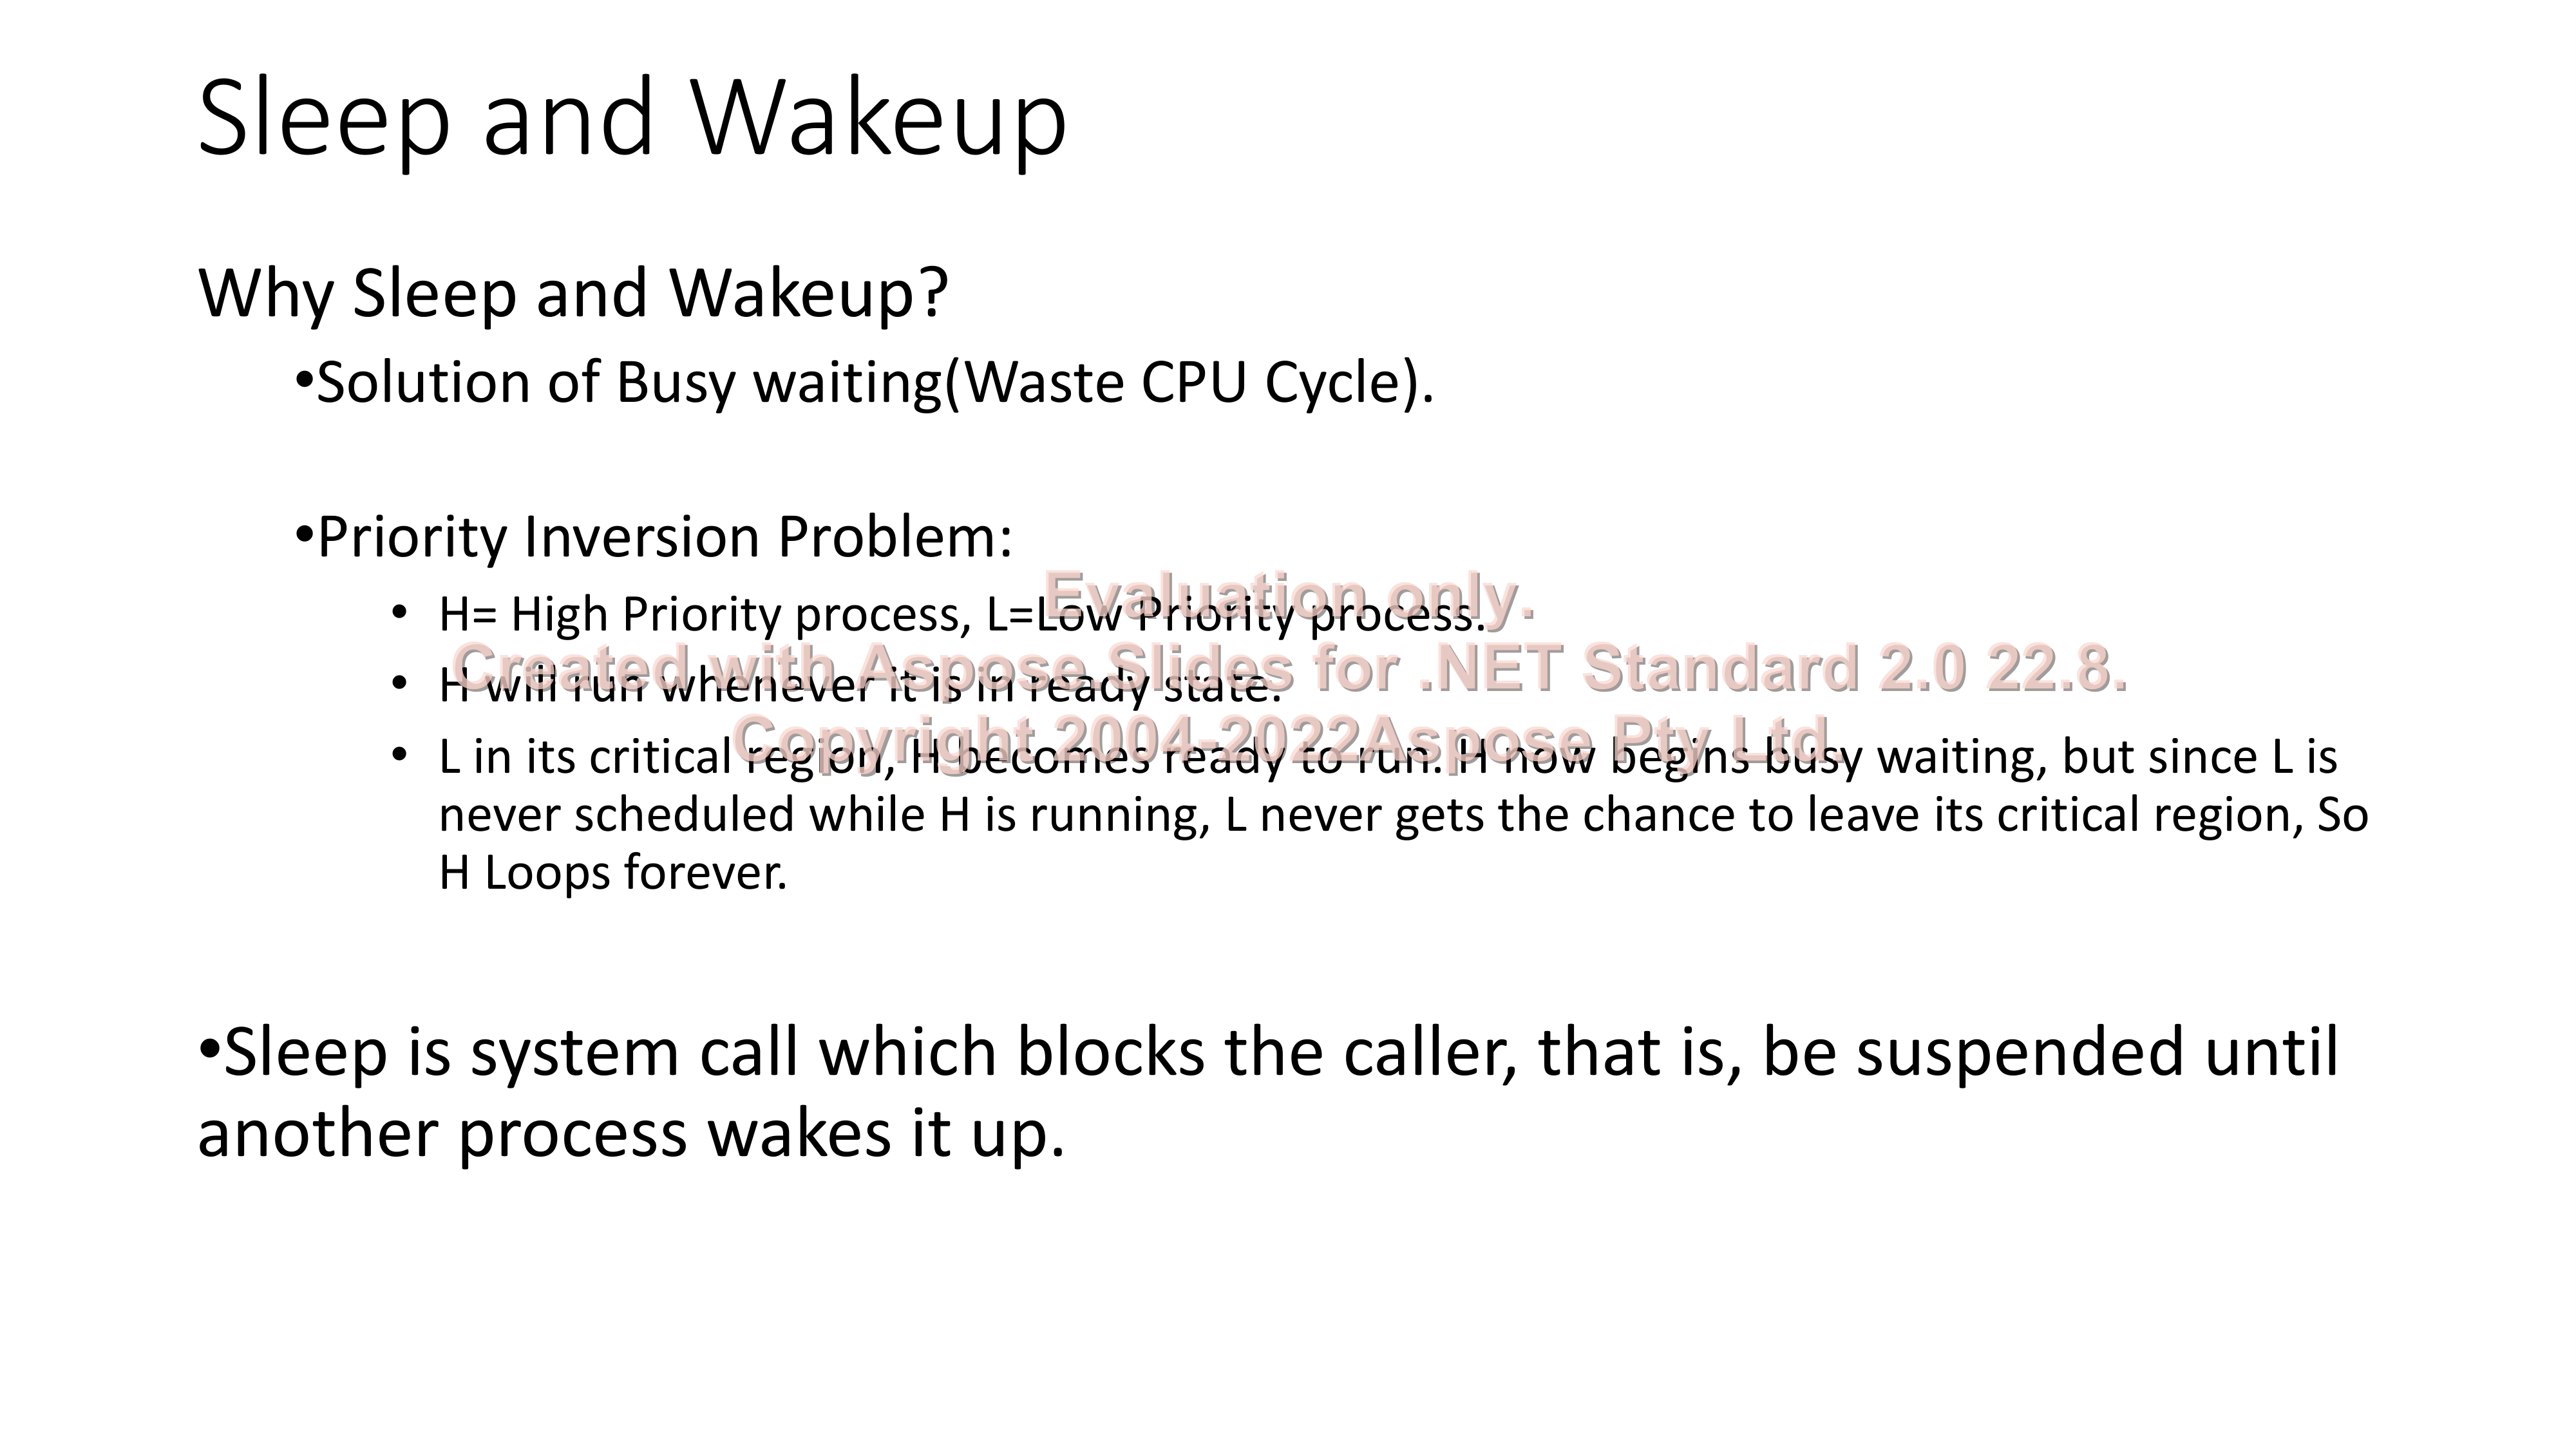 Sleep and Wakeup
Why Sleep and Wakeup?
•Solution of Busy waiting(Waste CPU Cycle).
•Priority Inversion Problem:
• H= High Priority process, L=Low Priority process.
• H will run whenever it is in ready state.
• L in its critical region, H becomes ready to run. H now begins busy waiting, but since L is
never scheduled while H is running, L never gets the chance to leave its critical region, So
H Loops forever.
•Sleep is system call which blocks the caller, that is, be suspended until
another process wakes it up.
Evaluation only.
Created with Aspose.Slides for .NET Standard 2.0 22.8.
Copyright 2004-2022Aspose Pty Ltd.